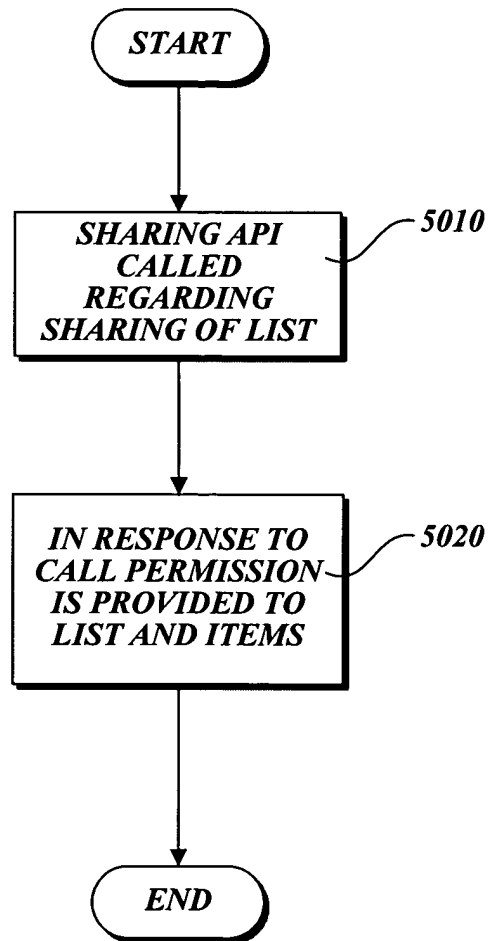 START
SHARING API
CALLED
REGARDING
SHARING OF LIST
5010
IN RESPONSE TO
CALL PERMISSION
IS PROVIDED TO
LIST AND ITEMS
5020
END